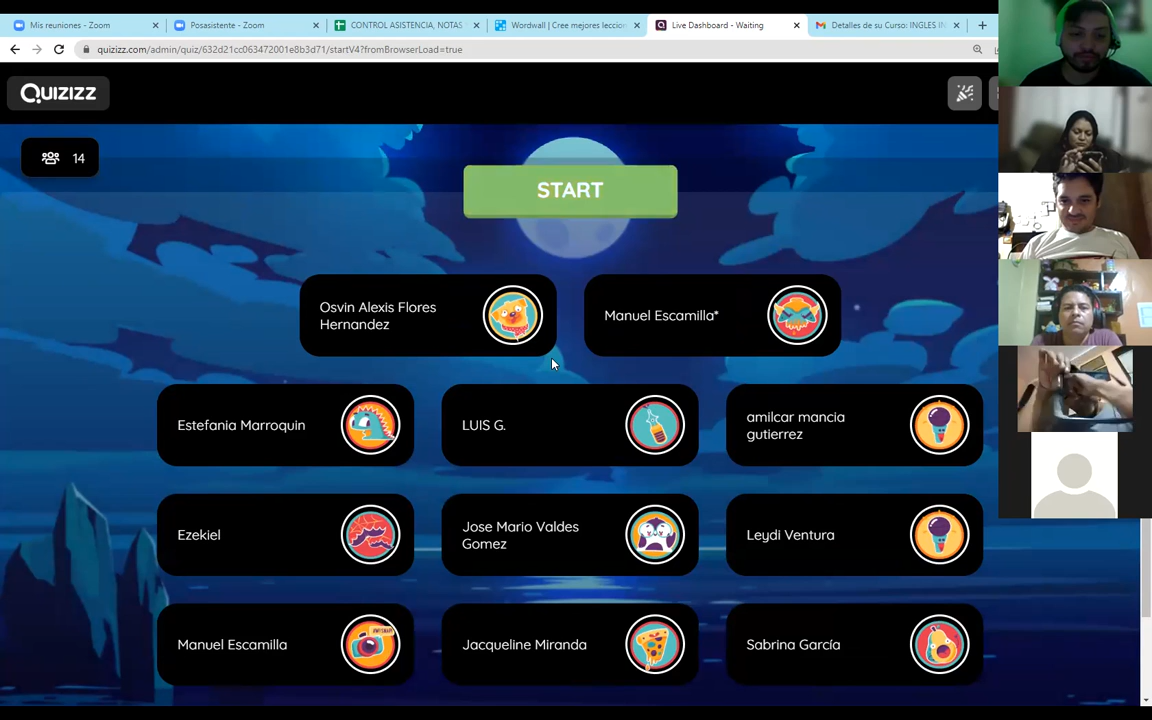 Mis reuniones - Zoom
Posasistente - Zoom
CONTROL ASISTENCIA, NOTAS
Wordwall | Cree mejores leccion
Live Dashboard - Waiting
Detalles de su Curso: INGLES IN
quizizz.com/admin/quiz/632d21cc063472001e8b3d71/startV4?fromBrowserLoad=true
QUIZIZZ
14
START
Osvin Alexis Flores
Hernandez
Manuel Escamilla*
Estefania Marroquin
LUIS G.
amilcar mancia
gutierrez
Ezekiel
Jose Mario Valdes
Gomez
Leydi Ventura
Manuel Escamilla
Jacqueline Miranda
Sabrina García